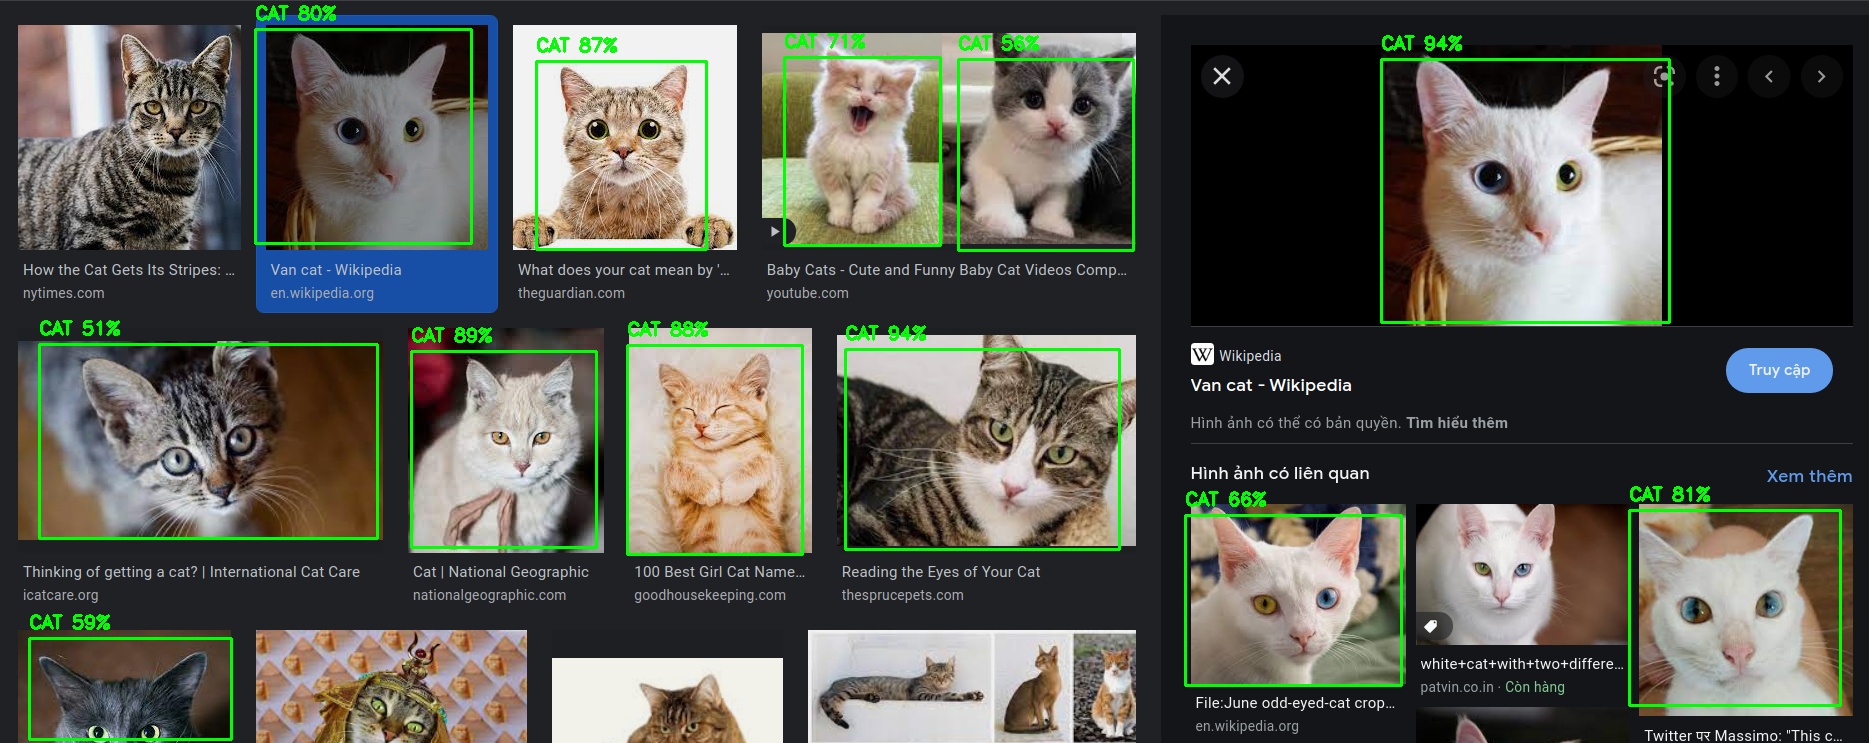 CAT 80%
CAT 87%
CAT 71%
CAT 56%
How the Cat Gets Its Stripes: ...
nytimes.com
Van cat - Wikipedia
en.wikipedia.org
What does your cat mean by '...
theguardian.com
Baby Cats - Cute and Funny Baby Cat Videos Comp...
youtube.com
CAT 51%
CAT 89%
CAT 88%
CAT 94%
Thinking of getting a cat? | International Cat Care
icatcare.org
Cat | National Geographic
nationalgeographic.com
100 Best Girl Cat Name...
goodhousekeeping.com
Reading the Eyes of Your Cat
thesprucepets.com
CAT 59%
CAT 94%
W Wikipedia
Van cat - Wikipedia
Truy cập
Hình ảnh có thể có bản quyền. Tìm hiểu thêm
Hình ảnh có liên quan
Xem thêm
CAT 66%
CAT 81%
File:June odd-eyed-cat crop...
en.wikipedia.org
white+cat+with+two+differe...
patvin.co.in · Còn hàng
Twitter पर Massimo: "This c...